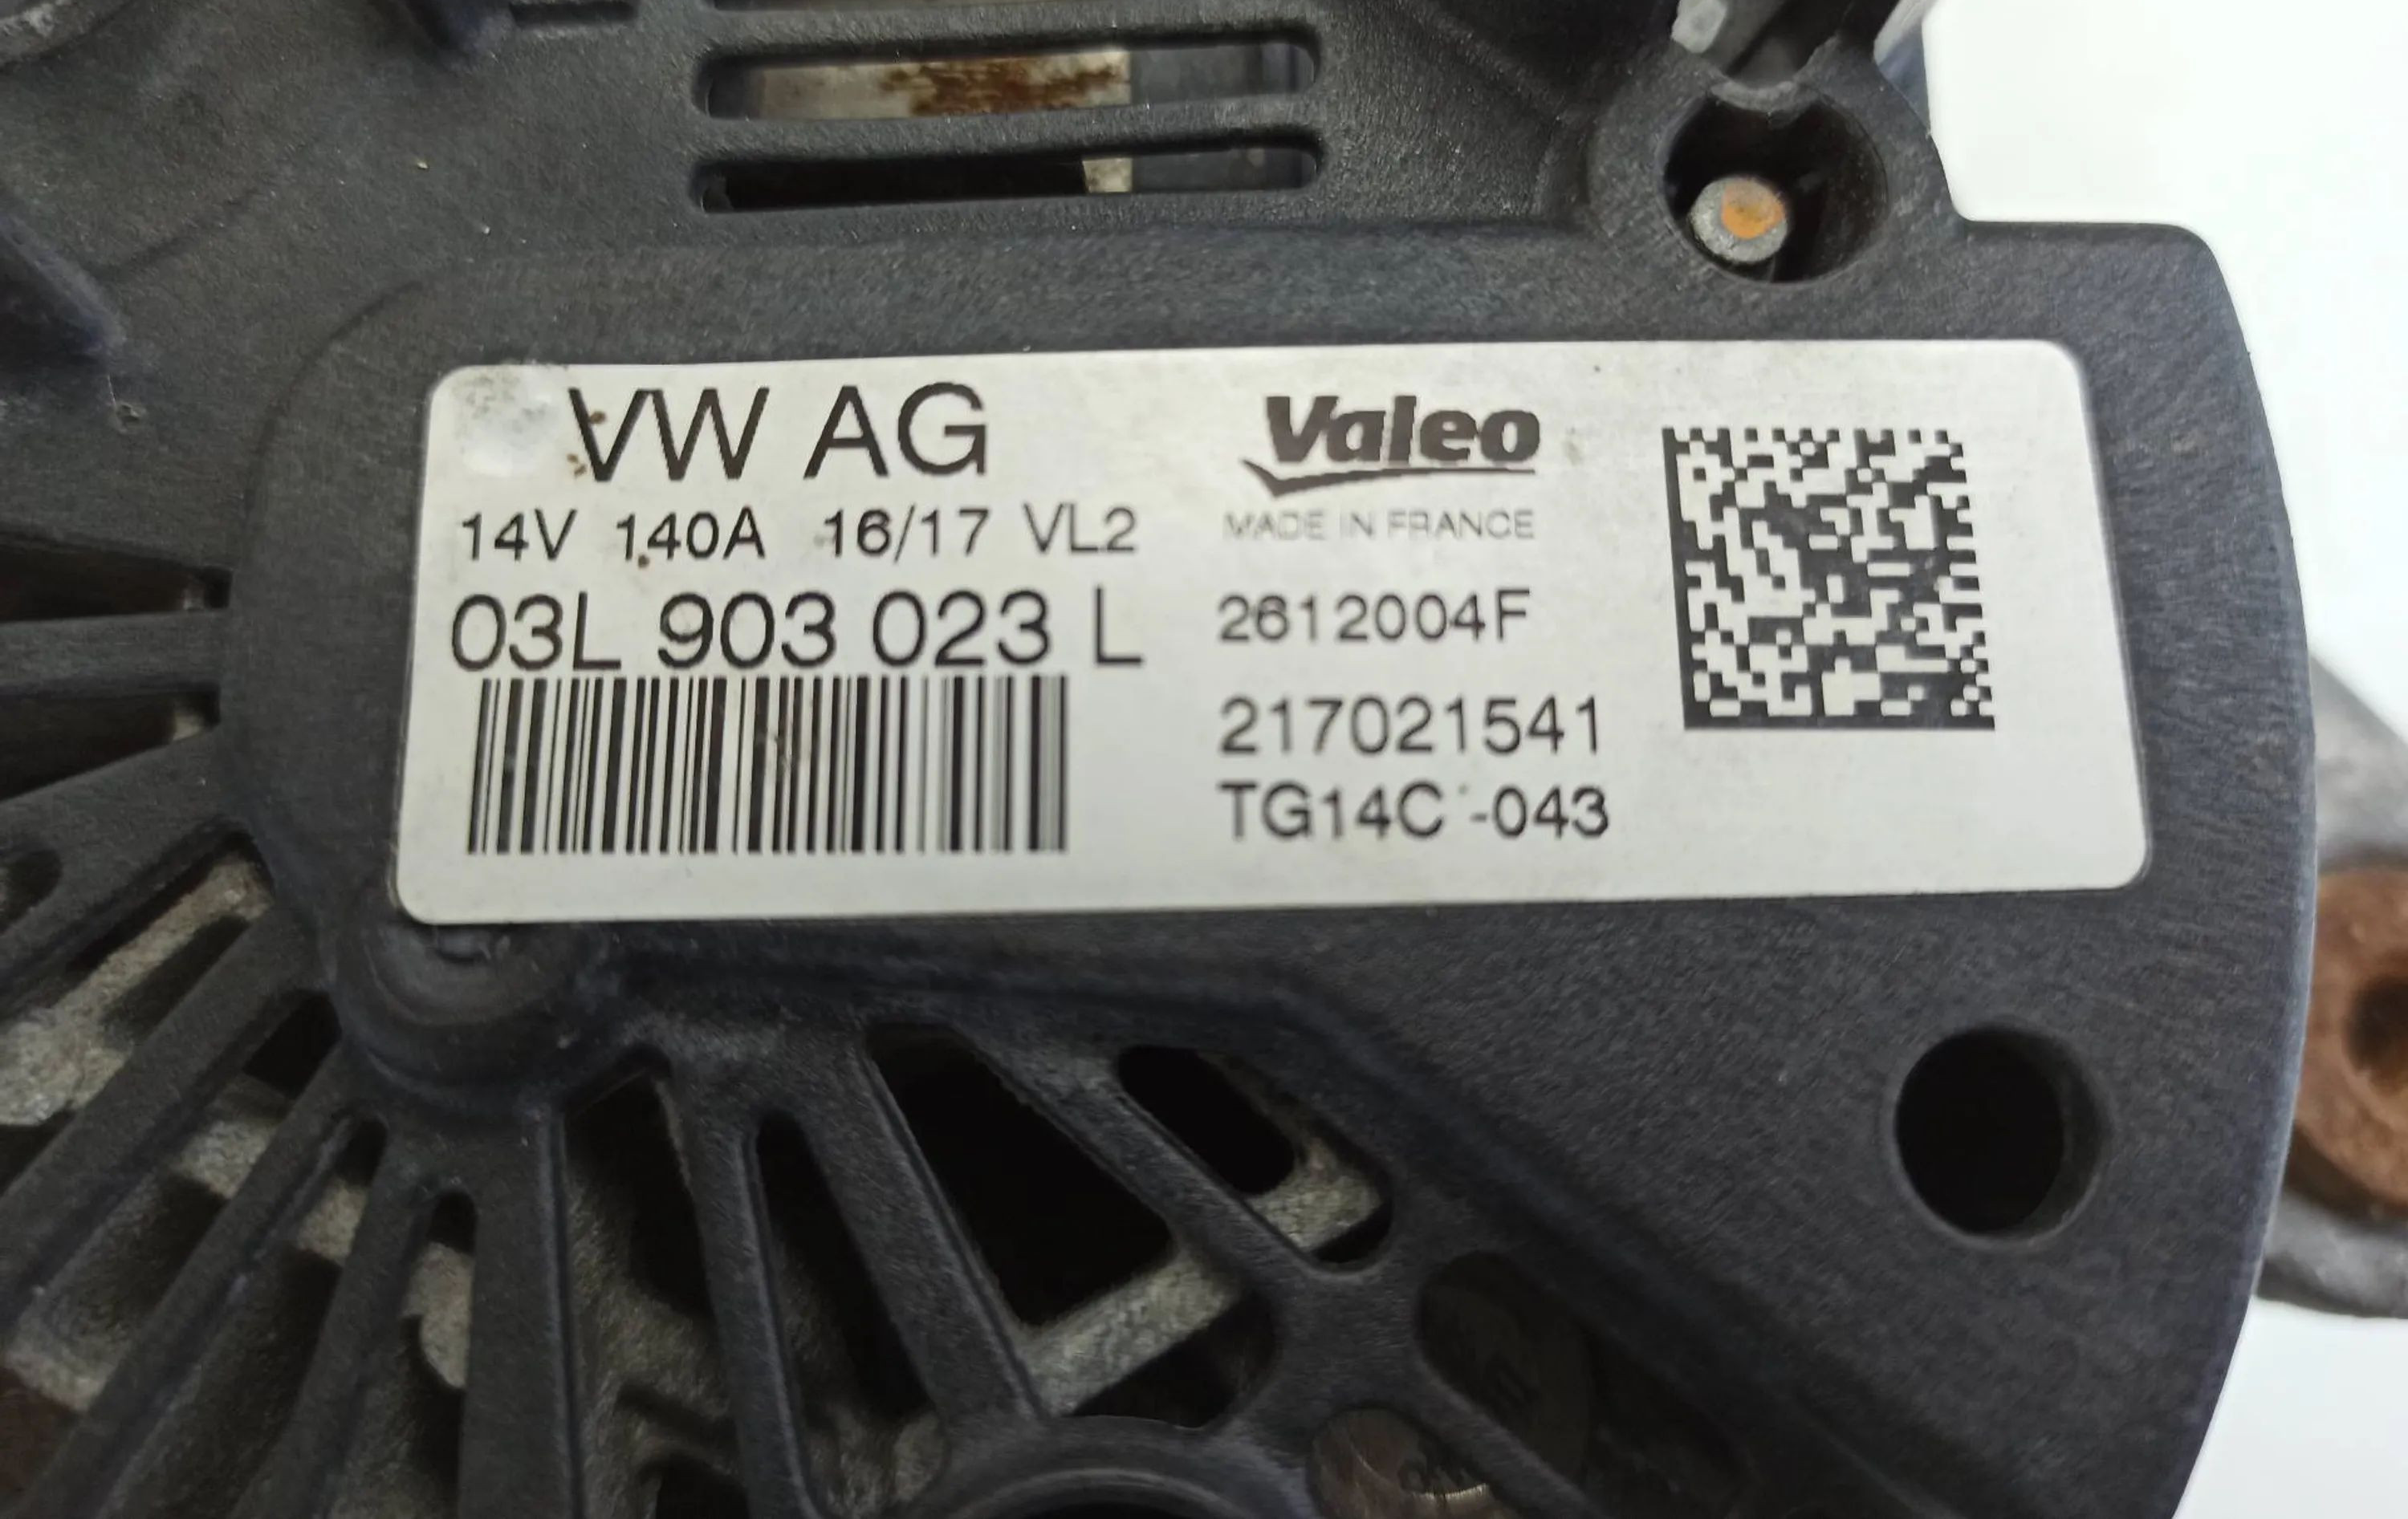 VW AG
14V 140A 16/17 VL2
03L 903 023 L
Valeo
MADE IN FRANCE
2612004F
217021541
TG14C -043